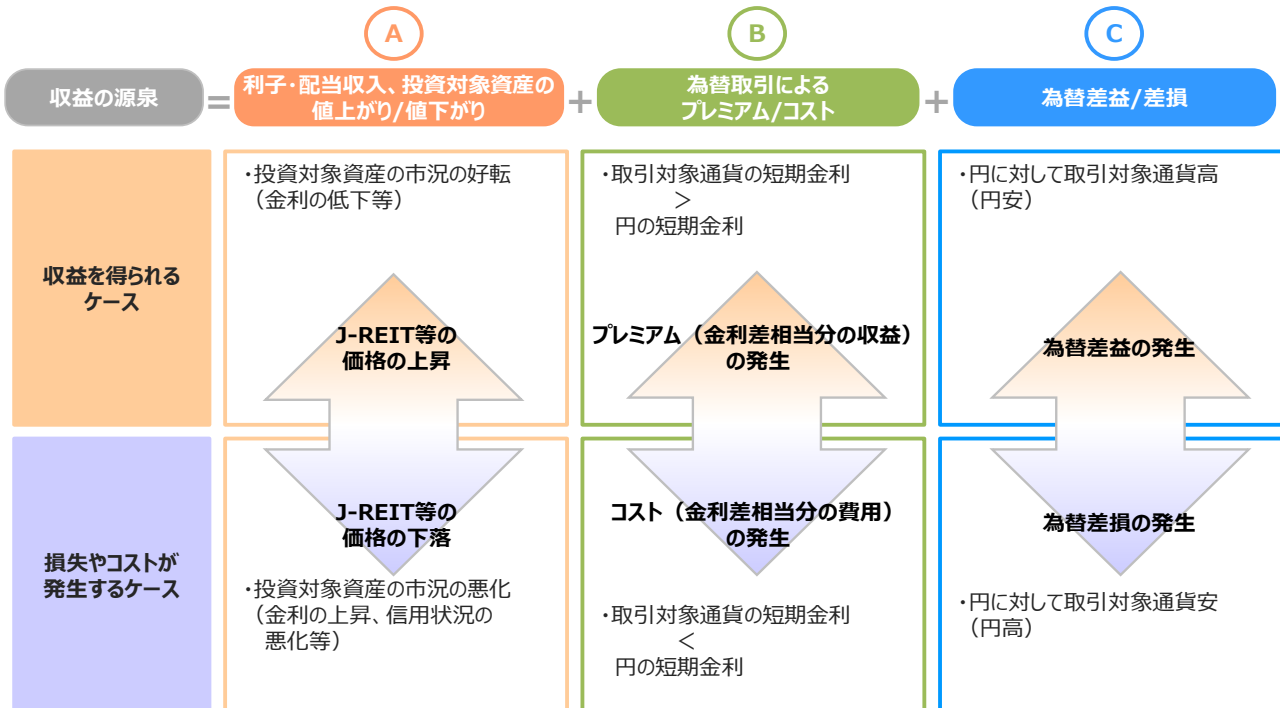 A
B
C
収益の源泉
=
利子・配当収入、投資対象資産の
値上がり/値下がり
+
為替取引による
プレミアム/コスト
+
為替差益/差損
収益を得られる
ケース
・投資対象資産の市況の好転
（金利の低下等）
J-REIT等の
価格の上昇
・取引対象通貨の短期金利
＞
円の短期金利
プレミアム（金利差相当分の収益）
の発生
・円に対して取引対象通貨高
（円安）
為替差益の発生
損失やコストが
発生するケース
J-REIT等の
価格の下落
・投資対象資産の市況の悪化
（金利の上昇、信用状況の
悪化等）
コスト（金利差相当分の費用）
の発生
・取引対象通貨の短期金利
＜
円の短期金利
為替差損の発生
・円に対して取引対象通貨安
（円高）